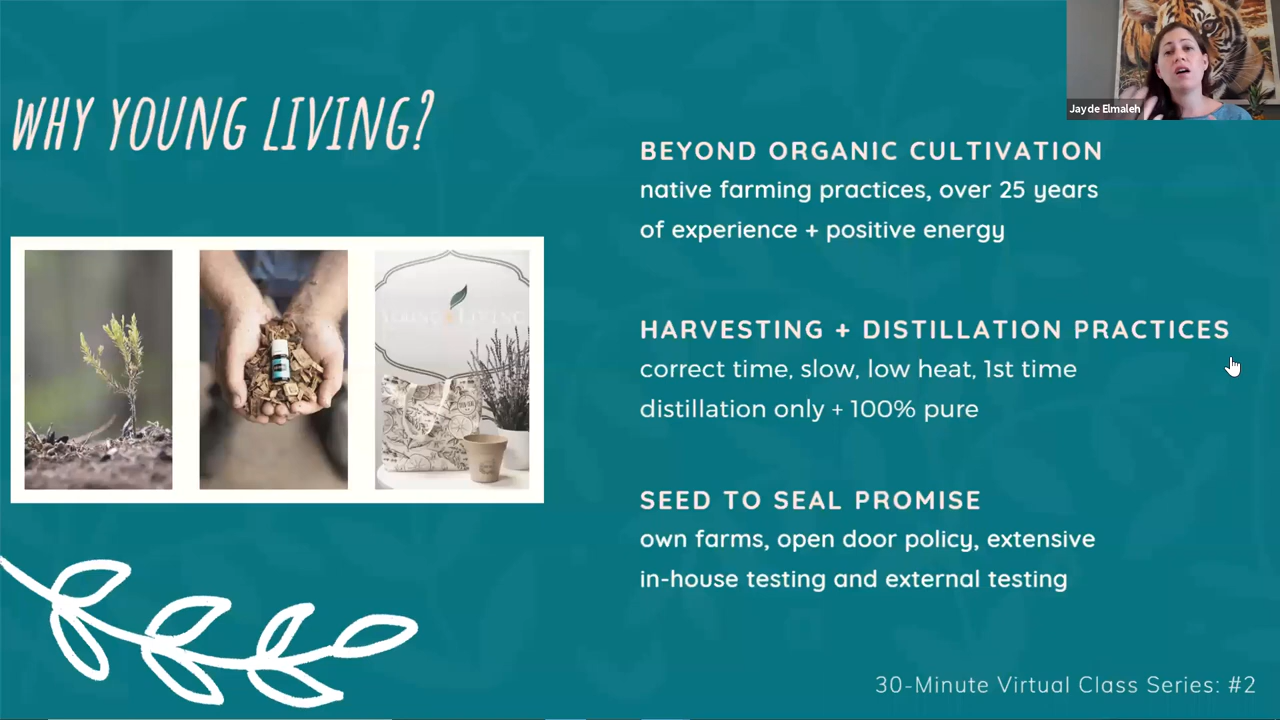 WHY YOUNG LIVING?
Jayde Elmaleh
BEYOND ORGANIC CULTIVATION
native farming practices, over 25 years
of experience + positive energy
HARVESTING + DISTILLATION PRACTICES
correct time, slow, low heat, 1st time
distillation only + 100% pure
SEED TO SEAL PROMISE
own farms, open door policy, extensive
in-house testing and external testing
YOUNG LIVING
30-Minute Virtual Class Series: #2